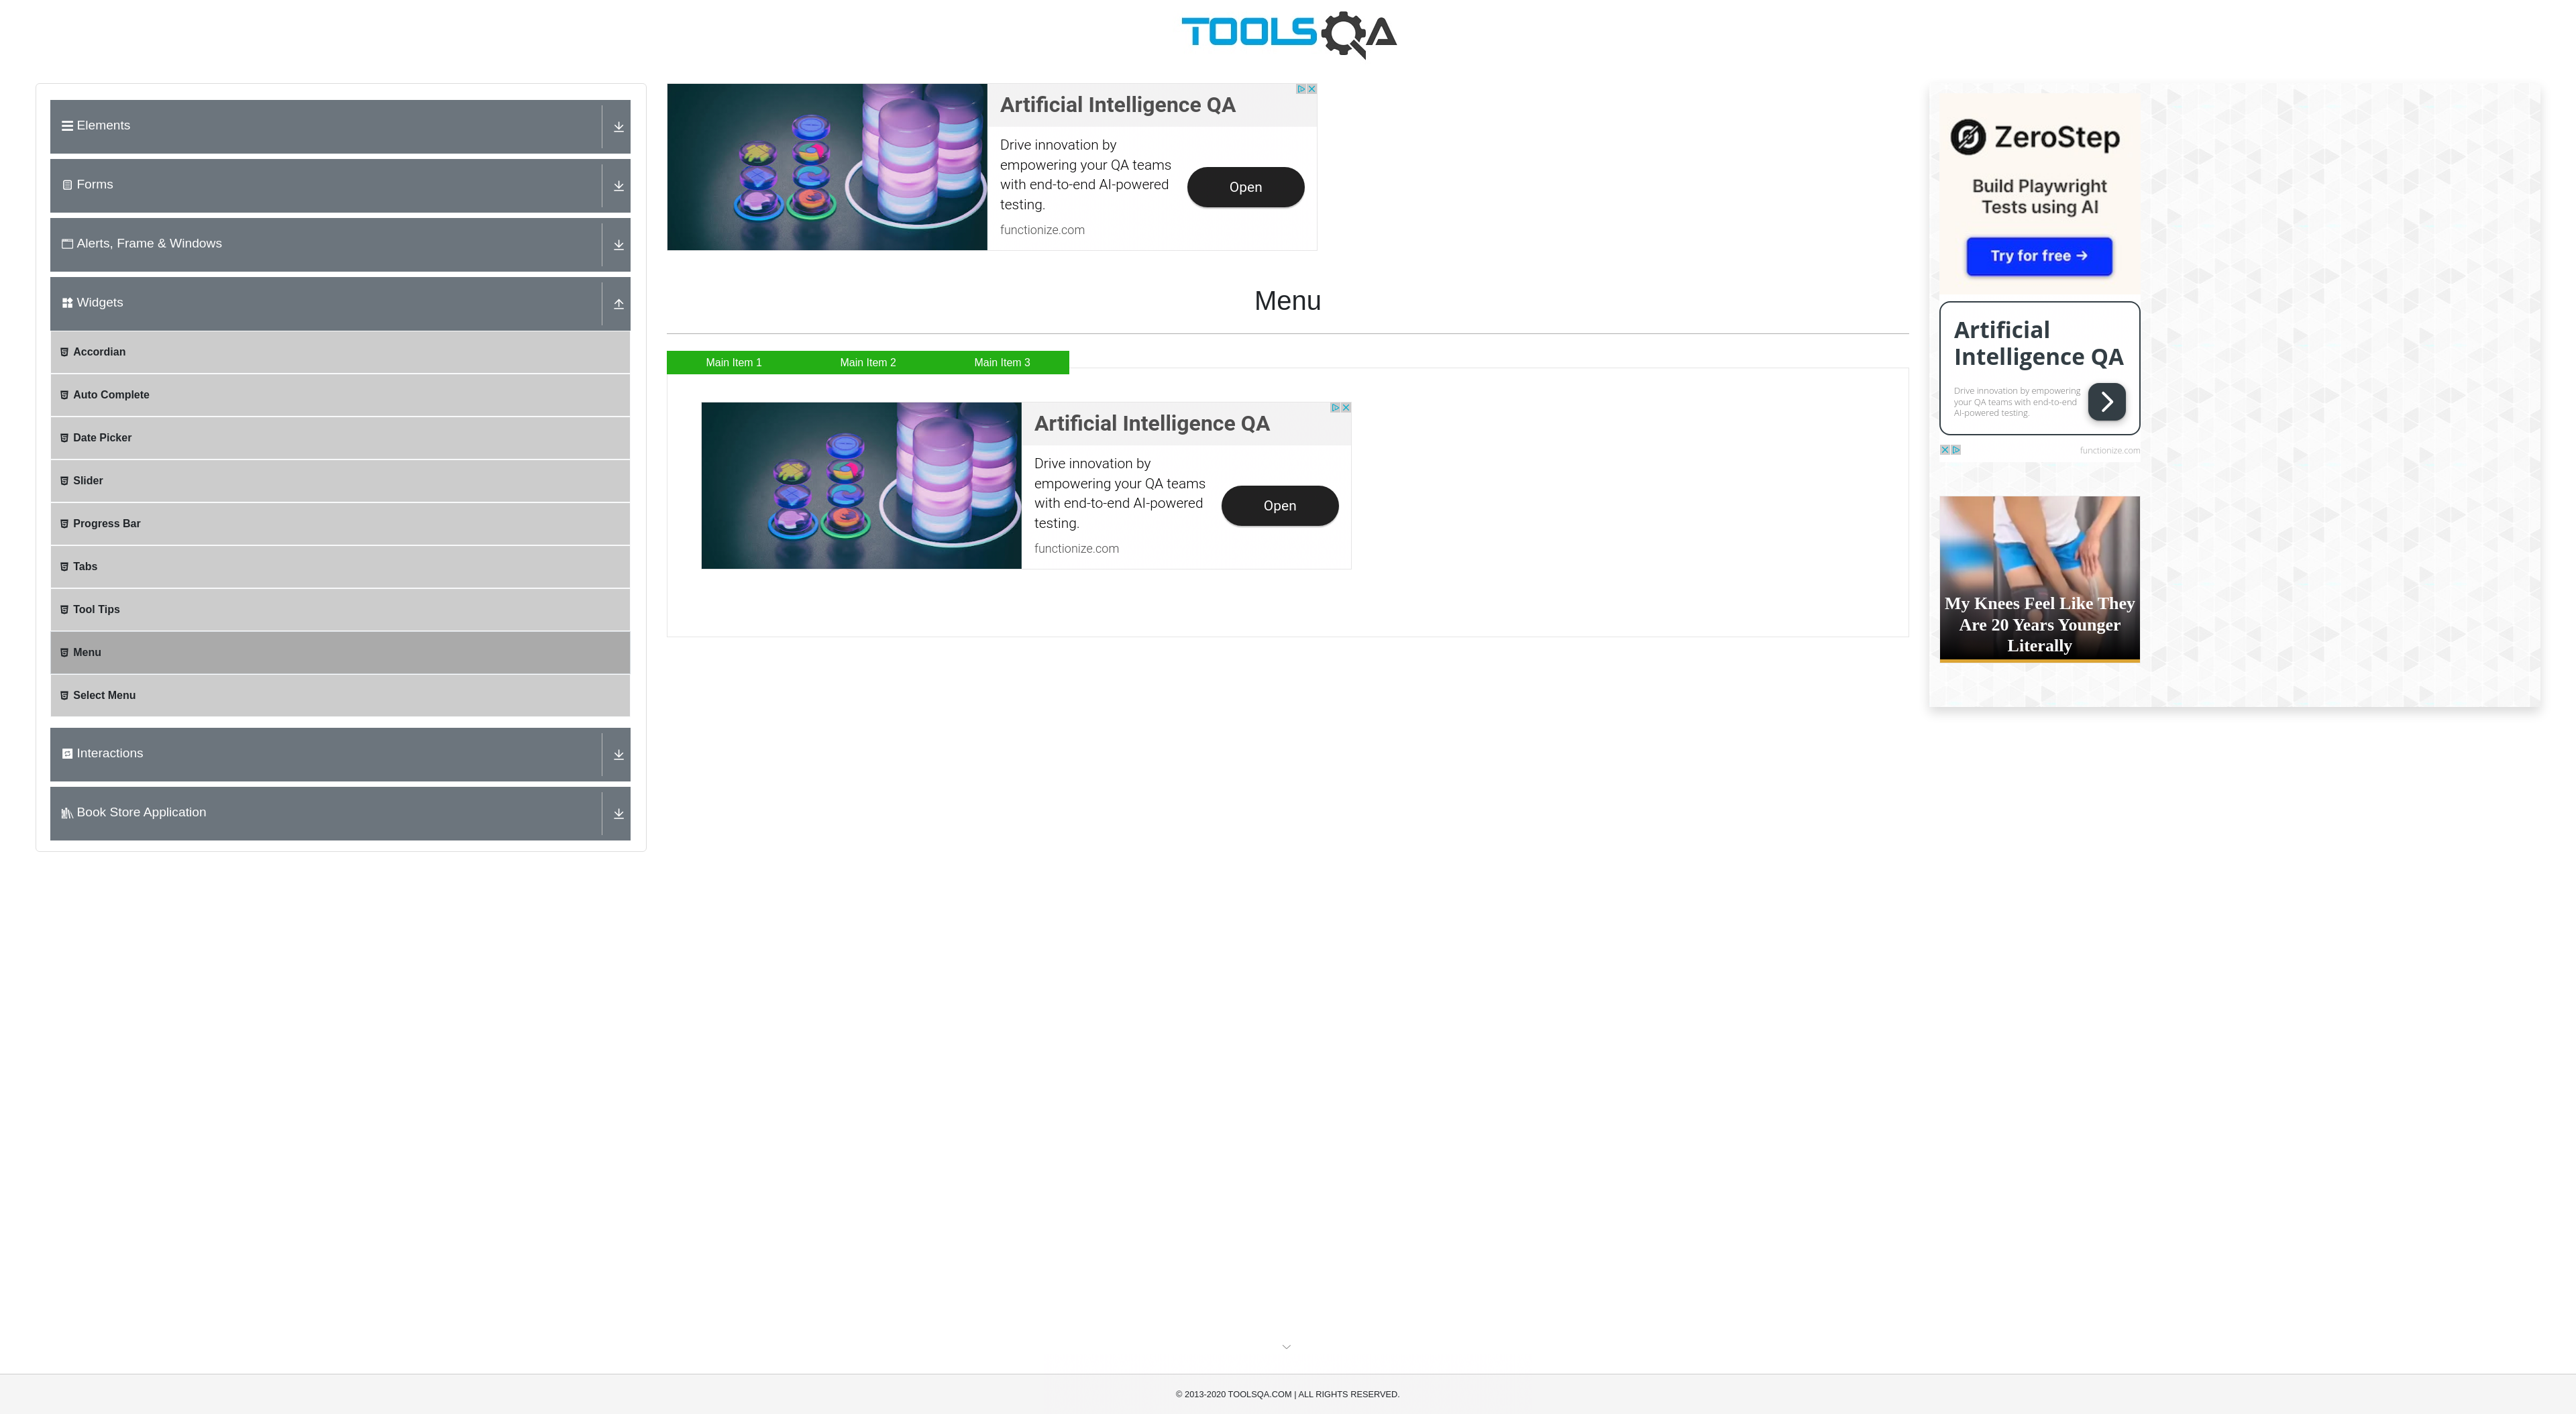 TOOLSQA
Elements
Forms
Alerts, Frame & Windows
Widgets
Accordian
Auto Complete
Date Picker
Slider
Progress Bar
Tabs
Tool Tips
Menu
Select Menu
Interactions
Book Store Application
Artificial Intelligence QA
Drive innovation by
empowering your QA teams
with end-to-end AI-powered
testing.
functionize.com
Open
Menu
Main Item 1
Main Item 2
Main Item 3
Artificial Intelligence QA
Drive innovation by
empowering your QA teams
with end-to-end AI-powered
testing.
functionize.com
Open
ZeroStep
Build Playwright
Tests using AI
Try for free →
Artificial
Intelligence QA
Drive innovation by empowering
your QA teams with end-to-end
AI-powered testing.
functionize.com
My Knees Feel Like They
Are 20 Years Younger
Literally
© 2013-2020 TOOLSQA.COM | ALL RIGHTS RESERVED.